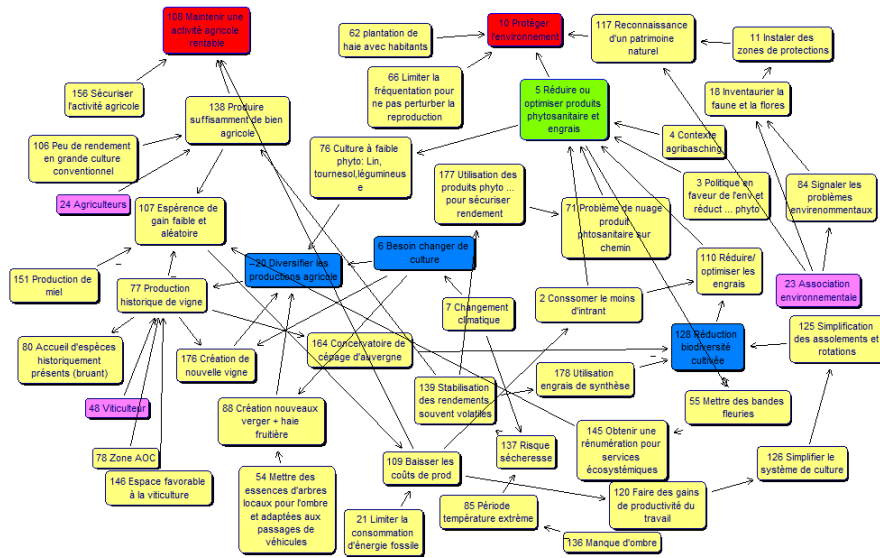 108 Maintenir une
activité agricole
rentable
62 plantation de
haie avec habitants
10 Protéger
l'environnement
117 Reconnaissance
d'un patrimoine
naturel
11 Instaler des
zones de protections
156 Sécuriser
l'activité agricole
66 Limiter la
fréquentation pour
ne pas perturber la
reproduction
5 Réduire ou
optimiser produits
phytosanitaire et
engrais
18 Inventaurier la
faune et la flores
138 Produire
suffisamment de bien
agricole
106 Peu de rendement
en grande culture
conventionnel
76 Culture à faible
phyto: Lin,
tournesol,légumineus
e
4 Contexte
agribasching
177 Utilisation des
produits phyto ...
pour sécuriser
rendement
3 Politique en
faveur de l'env et
réduct ... phyto
84 Signaler les
problèmes
envirenommentaux
24 Agriculteurs
107 Espérence de
gain faible et
aléatoire
71 Problème de nuage
produit
phtosanitaire sur
chemin
6 Besoin changer de
culture
20 Diversifier les
productions agricole
110 Réduire/
optimiser les
engrais
23 Association
environnementale
151 Production de
miel
77 Production
historique de vigne
7 Changement
climatique
2 Conssomer le moins
d'intrant
80 Accueil d'espèces
historiquement
présents (bruant)
176 Création de
nouvelle vigne
164 Concervatoire de
cépage d'auvergne
128 Réduction
biodiversité
cultivée
125 Simplification
des assolements et
rotations
139 Stabilisation
des rendements
souvent volatiles
178 Utilisation
engrais de synthèse
48 Viticulteur
88 Création nouveaux
verger + haie
fruitière
55 Mettre des bandes
fleuries
145 Obtenir une
rénumération pour
services
écosystémiques
137 Risque
sécheresse
78 Zone AOC
146 Espace favorable
à la viticulture
109 Baisser les
coûts de prod
126 Simplifier le
système de culture
54 Mettre des
essences d'arbres
locaux pour l'ombre
et adaptées aux
passages de
véhicules
85 Période
température extrème
120 Faire des gains
de productivité du
travail
21 Limiter la
consommation
d'énergie fossile
136 Manque d'ombre